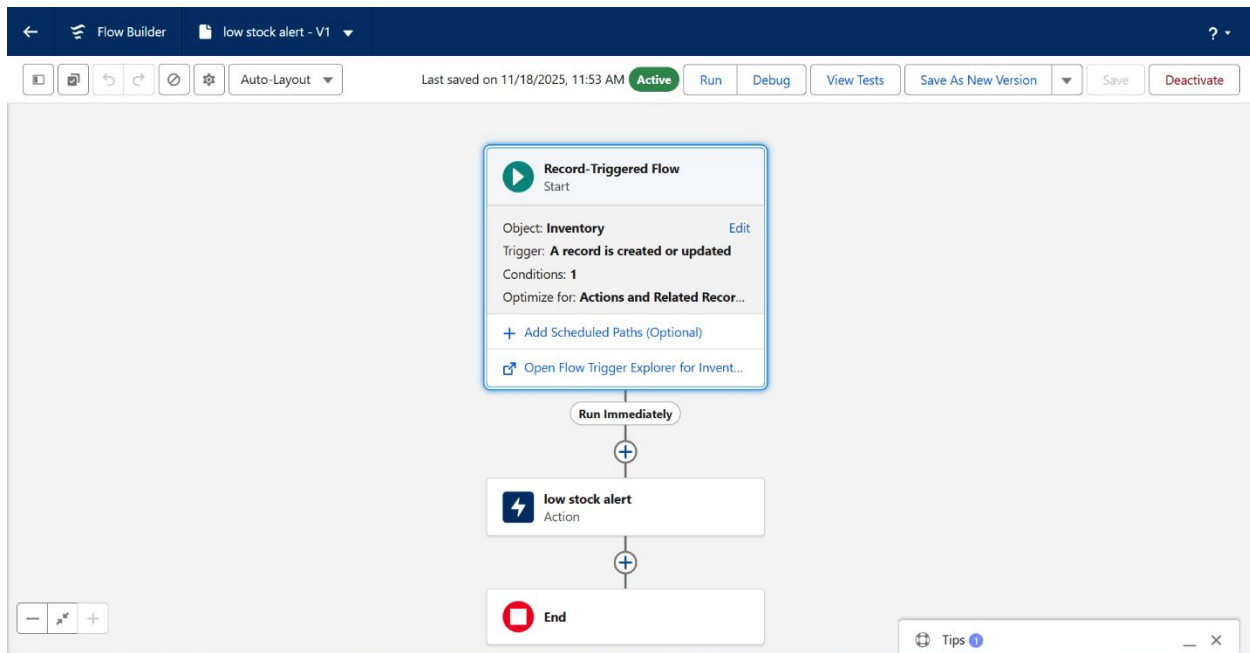 Flow Builder
low stock alert - V1
?
Auto-Layout
Last saved on 11/18/2025, 11:53 AM
Active
Run
Debug
View Tests
Save As New Version
Save
Deactivate
Record-Triggered Flow
Start
Object: Inventory
Edit
Trigger: A record is created or updated
Conditions: 1
Optimize for: Actions and Related Recor...
+ Add Scheduled Paths (Optional)
Open Flow Trigger Explorer for Invent...
Run Immediately
low stock alert
Action
End
Tips 1